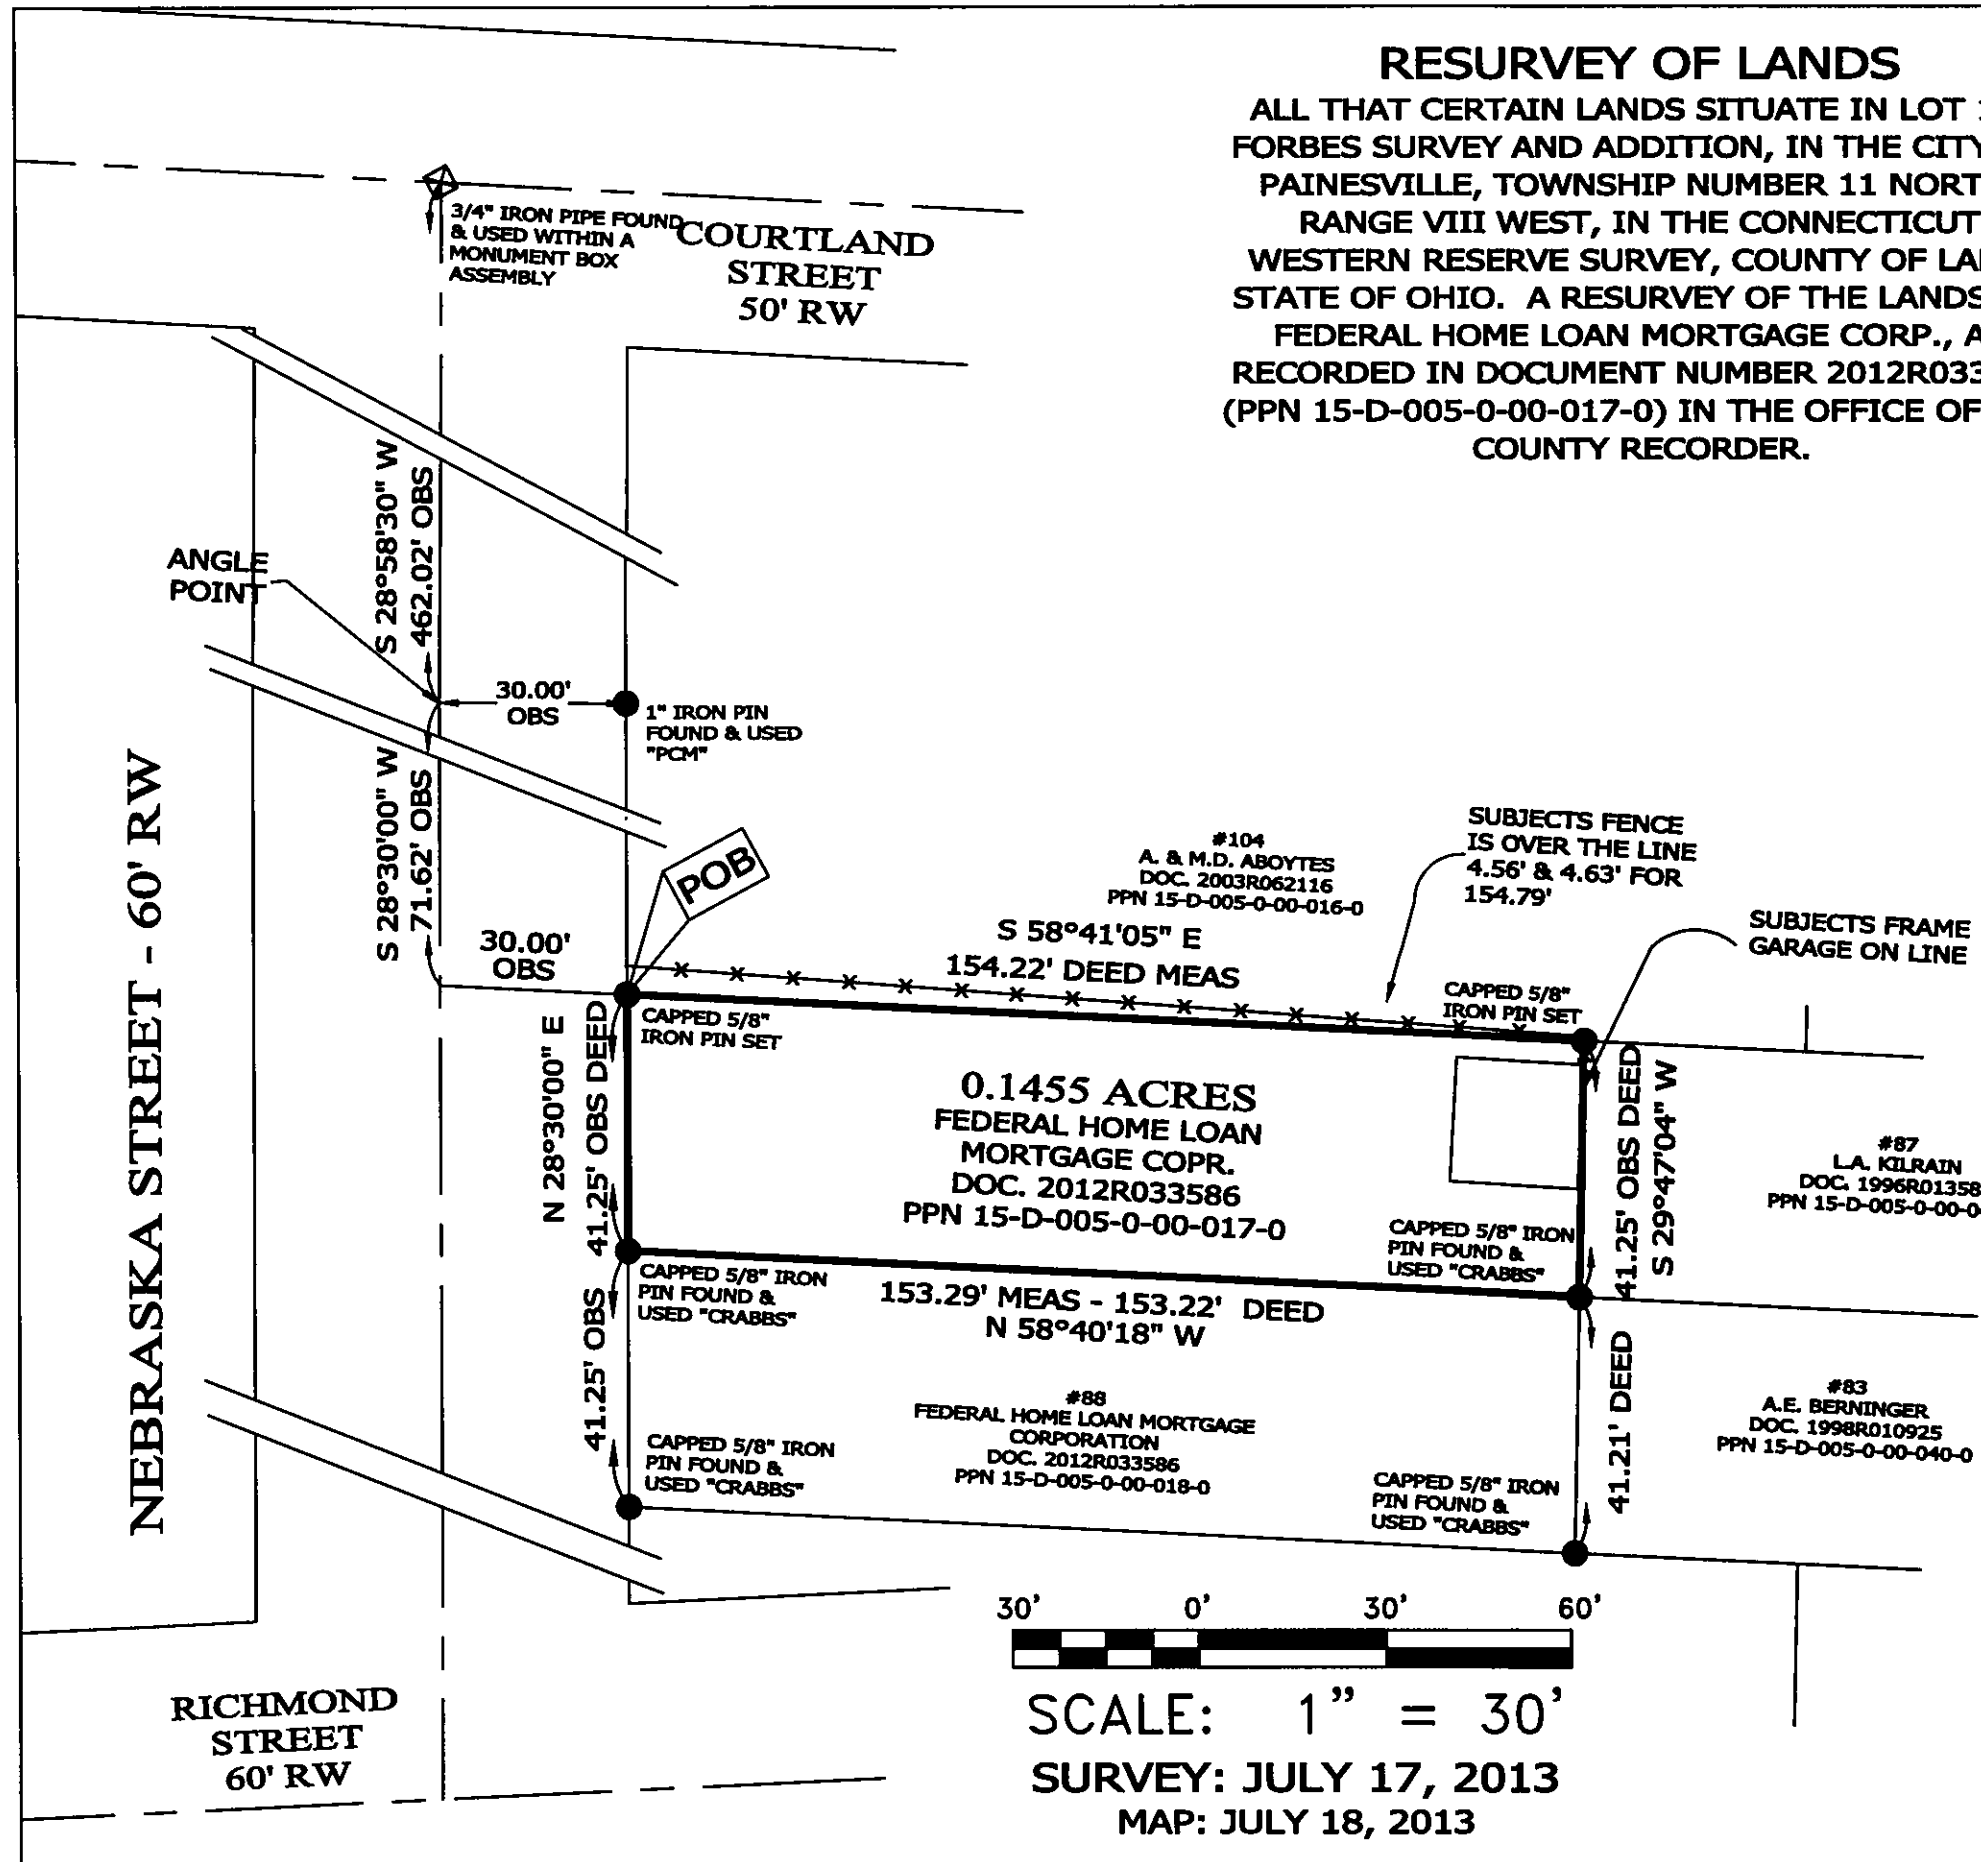 RESURVEY OF LANDS
ALL THAT CERTAIN LANDS SITUATE IN LOT
FORBES SURVEY AND ADDITION, IN THE CITY
PAINESVILLE, TOWNSHIP NUMBER 11 NORT
RANGE VIII WEST, IN THE CONNECTICUT
WESTERN RESERVE SURVEY, COUNTY OF LA
STATE OF OHIO. A RESURVEY OF THE LANDS
FEDERAL HOME LOAN MORTGAGE CORP., A
RECORDED IN DOCUMENT NUMBER 2012R033
(PPN 15-D-005-0-00-017-0) IN THE OFFICE OF
COUNTY RECORDER.
3/4" IRON PIPE FOUND
& USED WITHIN A
MONUMENT BOX
ASSEMBLY
COURTLAND
STREET
50' RW
S 28°58'30" W
462.02' OBS
ANGLE
POINT
30.00'
OBS
1" IRON PIN
FOUND & USED
"PCM"
NEBRASKA STREET - 60' RW
S 28°30'00" W
71.62' OBS
POB
30.00'
OBS
#104
A. & M.D. ABOYTES
DOC. 2003R062116
PPN 15-D-005-0-00-016-0
S 58°41'05" E
154.22' DEED MEAS
SUBJECTS FENCE
IS OVER THE LINE
4.56' & 4.63' FOR
154.79'
SUBJECTS FRAME
GARAGE ON LINE
CAPPED 5/8"
IRON PIN SET
CAPPED 5/8"
IRON PIN SET
N 28°30'00" E
41.25' OBS DEED
0.1455 ACRES
FEDERAL HOME LOAN
MORTGAGE COPR.
DOC. 2012R033586
PPN 15-D-005-0-00-017-0
41.25' OBS DEED
S 29°47'04" W
#87
L.A. KILRAIN
DOC. 1996R01358
PPN 15-D-005-0-00-0
CAPPED 5/8" IRON
PIN FOUND &
USED "CRABBS"
CAPPED 5/8" IRON
PIN FOUND &
USED "CRABBS"
153.29' MEAS - 153.22' DEED
N 58°40'18" W
41.25' OBS
41.21' DEED
#88
FEDERAL HOME LOAN MORTGAGE
CORPORATION
DOC. 2012R033586
PPN 15-D-005-0-00-018-0
#83
A.E. BERNINGER
DOC. 1998R010925
PPN 15-D-005-0-00-040-0
CAPPED 5/8" IRON
PIN FOUND &
USED "CRABBS"
CAPPED 5/8" IRON
PIN FOUND &
USED "CRABBS"
30' 0' 30' 60'
SCALE: 1" = 30'
SURVEY: JULY 17, 2013
MAP: JULY 18, 2013
RICHMOND
STREET
60' RW